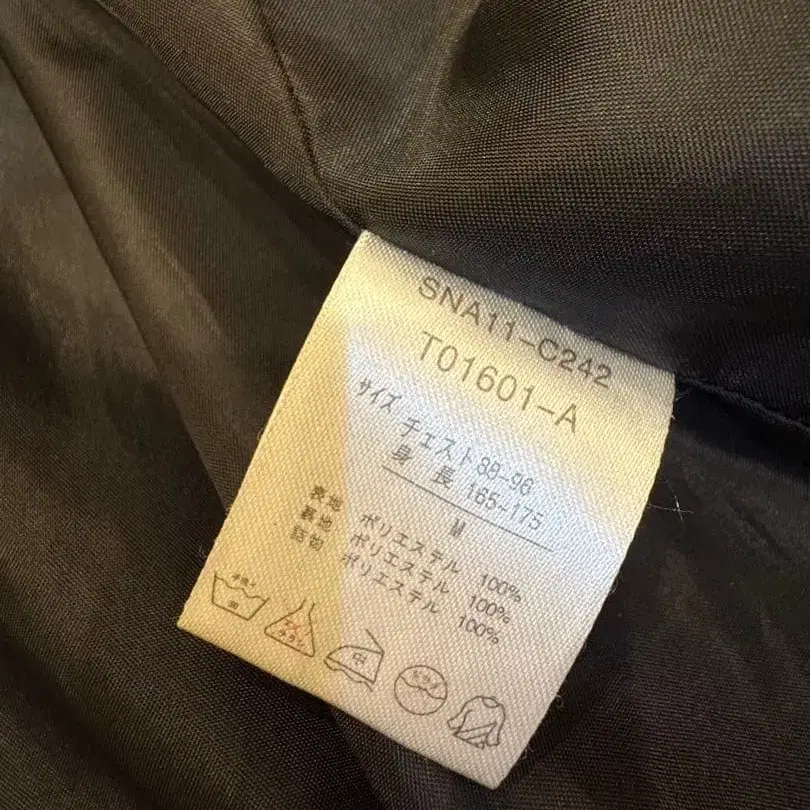 SNA11-C242
T01601-A
サイズ チェスト88-96
身 長 165-175
M
表地 ポリエステル 100%
裏地 ポリエステル 100%
詰物 ポリエステル 100%
中